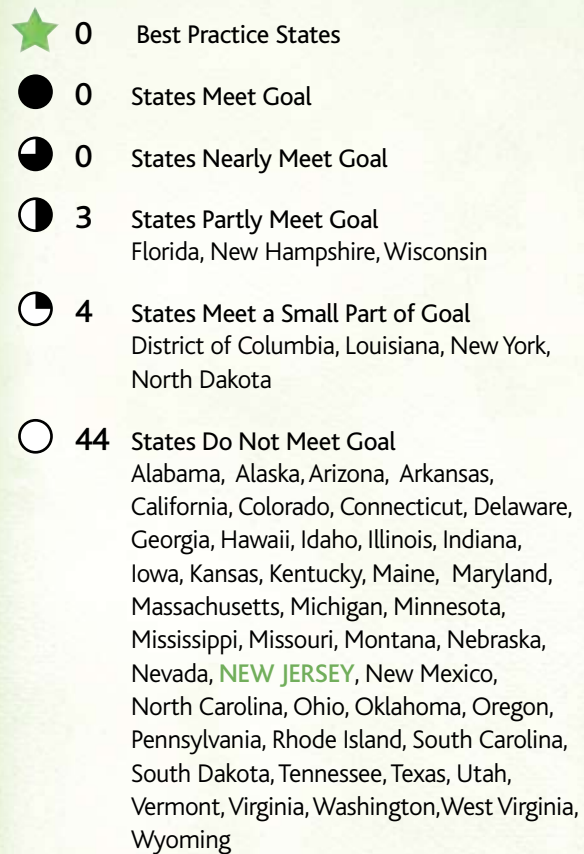 0 Best Practice States
0 States Meet Goal
0 States Nearly Meet Goal
3 States Partly Meet Goal
Florida, New Hampshire, Wisconsin
4 States Meet a Small Part of Goal
District of Columbia, Louisiana, New York,
North Dakota
44 States Do Not Meet Goal
Alabama, Alaska, Arizona, Arkansas,
California, Colorado, Connecticut, Delaware,
Georgia, Hawaii, Idaho, Illinois, Indiana,
Iowa, Kansas, Kentucky, Maine, Maryland,
Massachusetts, Michigan, Minnesota,
Mississippi, Missouri, Montana, Nebraska,
Nevada, NEW JERSEY, New Mexico,
North Carolina, Ohio, Oklahoma, Oregon,
Pennsylvania, Rhode Island, South Carolina,
South Dakota, Tennessee, Texas, Utah,
Vermont, Virginia, Washington,West Virginia,
Wyoming